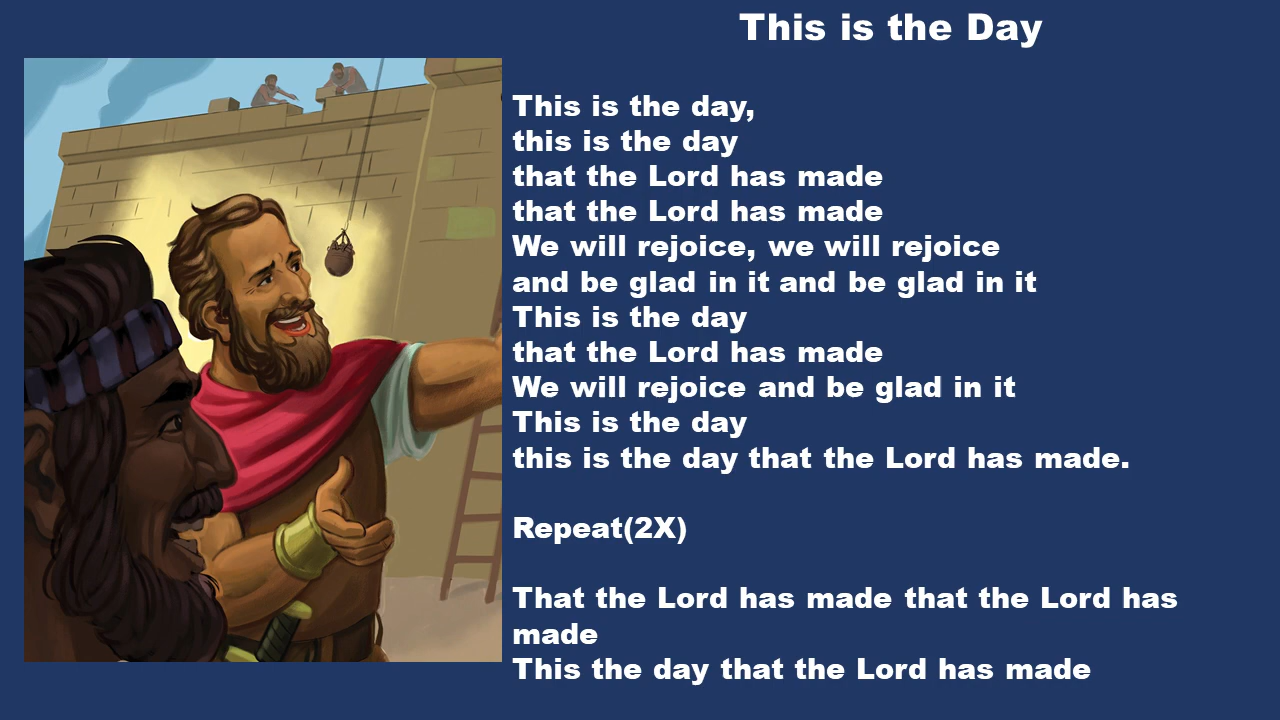 This is the Day
This is the day,
this is the day
that the Lord has made
that the Lord has made
We will rejoice, we will rejoice
and be glad in it and be glad in it
This is the day
that the Lord has made
We will rejoice and be glad in it
This is the day
this is the day that the Lord has made.
Repeat(2X)
That the Lord has made that the Lord has
made
This the day that the Lord has made